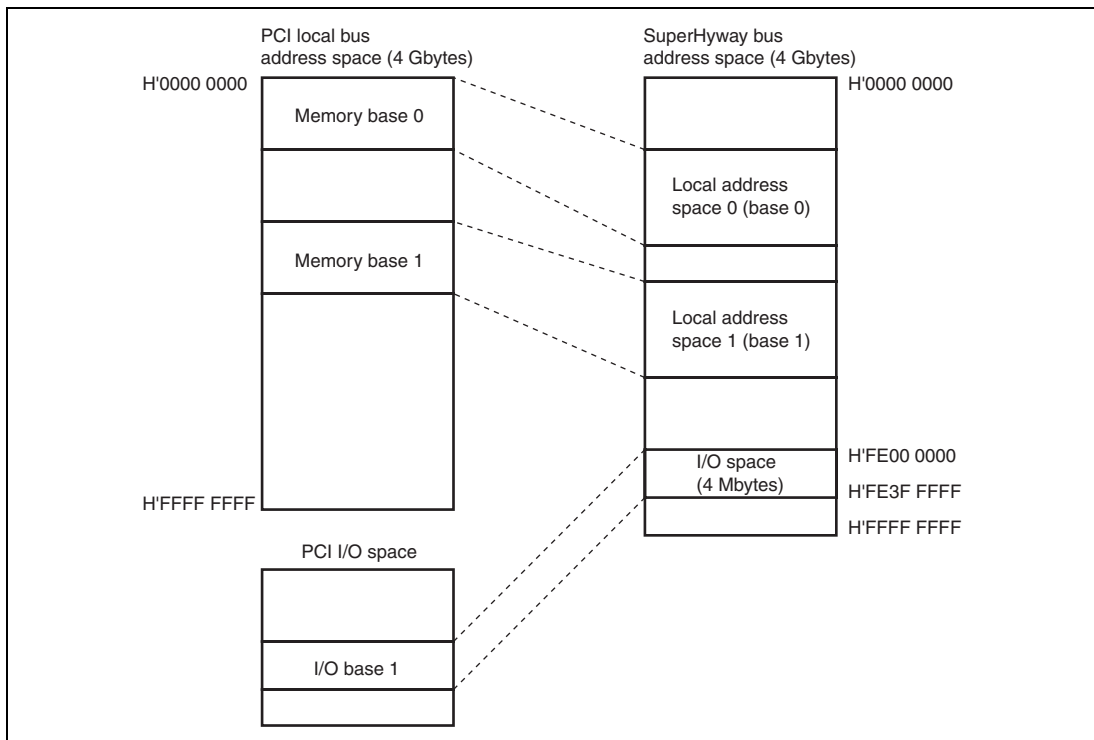 PCI local bus
address space (4 Gbytes)
H'0000 0000
Memory base 0
Memory base 1
H'FFFF FFFF
PCI I/O space
I/O base 1
SuperHyway bus
address space (4 Gbytes)
H'0000 0000
Local address
space 0 (base 0)
Local address
space 1 (base 1)
H'FE00 0000
I/O space
(4 Mbytes)
H'FE3F FFFF
H'FFFF FFFF